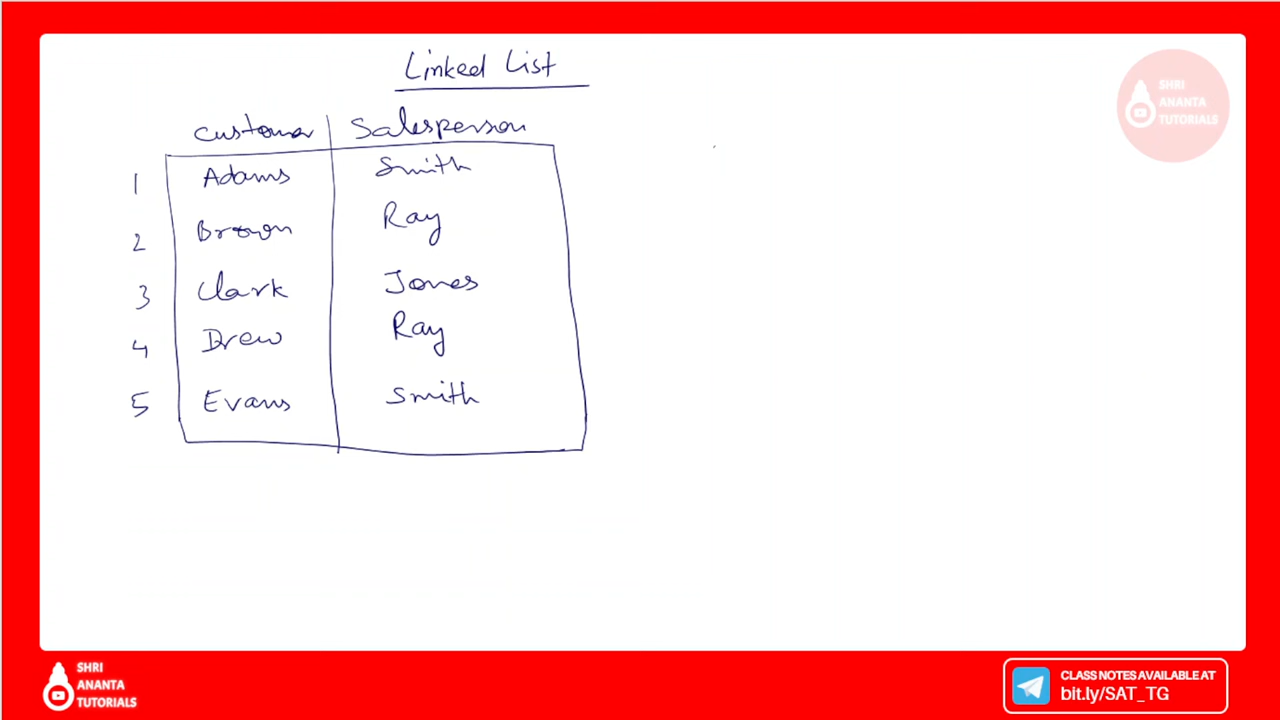 Linked List
SHRI
ANANTA
TUTORIALS
Customer Salesperson
1 Adams Smith
2 Brown Ray
3 Clark Jones
4 Drew Ray
5 Evans Smith
SHRI
ANANTA
TUTORIALS
CLASS NOTES AVAILABLE AT
bit.ly/SAT_TG